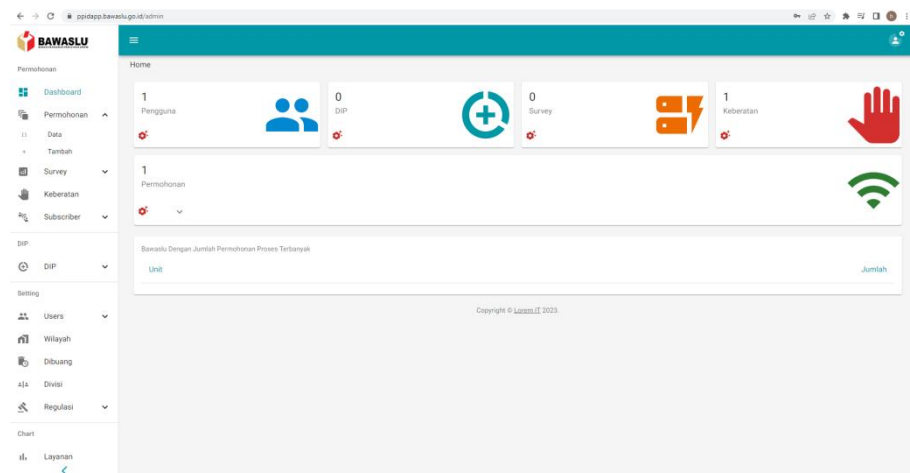 ppidapp.bawaslu.go.id/admin
BAWASLU
Permohonan
Dashboard
Permohonan
Data
Tambah
Survey
Keberatan
Subscriber
DIP
DIP
Setting
Users
Wilayah
Dibuang
Divisi
Regulasi
Chart
Layanan
Home
1
Pengguna
0
DIP
0
Survey
1
Keberatan
1
Permohonan
Bawaslu Dengan Jumlah Permohonan Proses Terbanyak
Unit Jumlah
Copyright © Lorem IT 2023.